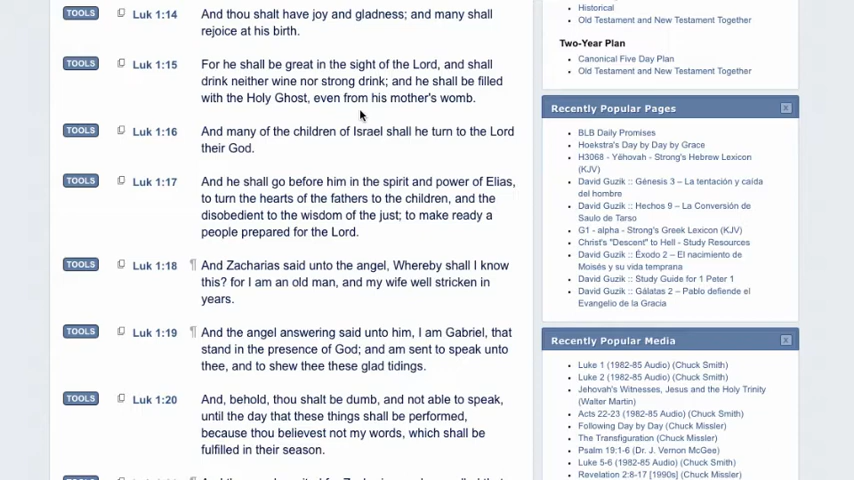 TOOLS Luk 1:14 And thou shalt have joy and gladness; and many shall
rejoice at his birth.
TOOLS Luk 1:15 For he shall be great in the sight of the Lord, and shall
drink neither wine nor strong drink; and he shall be filled
with the Holy Ghost, even from his mother's womb.
TOOLS Luk 1:16 And many of the children of Israel shall he turn to the Lord
their God.
TOOLS Luk 1:17 And he shall go before him in the spirit and power of Elias,
to turn the hearts of the fathers to the children, and the
disobedient to the wisdom of the just; to make ready a
people prepared for the Lord.
TOOLS Luk 1:18 ¶ And Zacharias said unto the angel, Whereby shall I know
this? for I am an old man, and my wife well stricken in
years.
TOOLS Luk 1:19 ¶ And the angel answering said unto him, I am Gabriel, that
stand in the presence of God; and am sent to speak unto
thee, and to shew thee these glad tidings.
TOOLS Luk 1:20 And, behold, thou shalt be dumb, and not able to speak,
until the day that these things shall be performed,
because thou believest not my words, which shall be
fulfilled in their season.
Historical
Old Testament and New Testament Together
Two-Year Plan
Canonical Five Day Plan
Old Testament and New Testament Together
Recently Popular Pages
BLB Daily Promises
Hoekstra's Day by Day by Grace
H3068 - Yĕhovah - Strong's Hebrew Lexicon
(KJV)
David Guzik :: Génesis 3 – La tentación y caída
del hombre
David Guzik :: Hechos 9 – La Conversión de
Saulo de Tarso
G1 - alpha - Strong's Greek Lexicon (KJV)
Christ's "Descent" to Hell - Study Resources
David Guzik :: Éxodo 2 – El nacimiento de
Moisés y su vida temprana
David Guzik :: Study Guide for 1 Peter 1
David Guzik :: Gálatas 2 – Pablo defiende el
Evangelio de la Gracia
Recently Popular Media
Luke 1 (1982-85 Audio) (Chuck Smith)
Luke 2 (1982-85 Audio) (Chuck Smith)
Jehovah's Witnesses, Jesus and the Holy Trinity
(Walter Martin)
Acts 22-23 (1982-85 Audio) (Chuck Smith)
Following Day by Day (Chuck Missler)
The Transfiguration (Chuck Missler)
Psalm 19:1-6 (Dr. J. Vernon McGee)
Luke 5-6 (1982-85 Audio) (Chuck Smith)
Revelation 2:8-17 [1990s] (Chuck Missler)